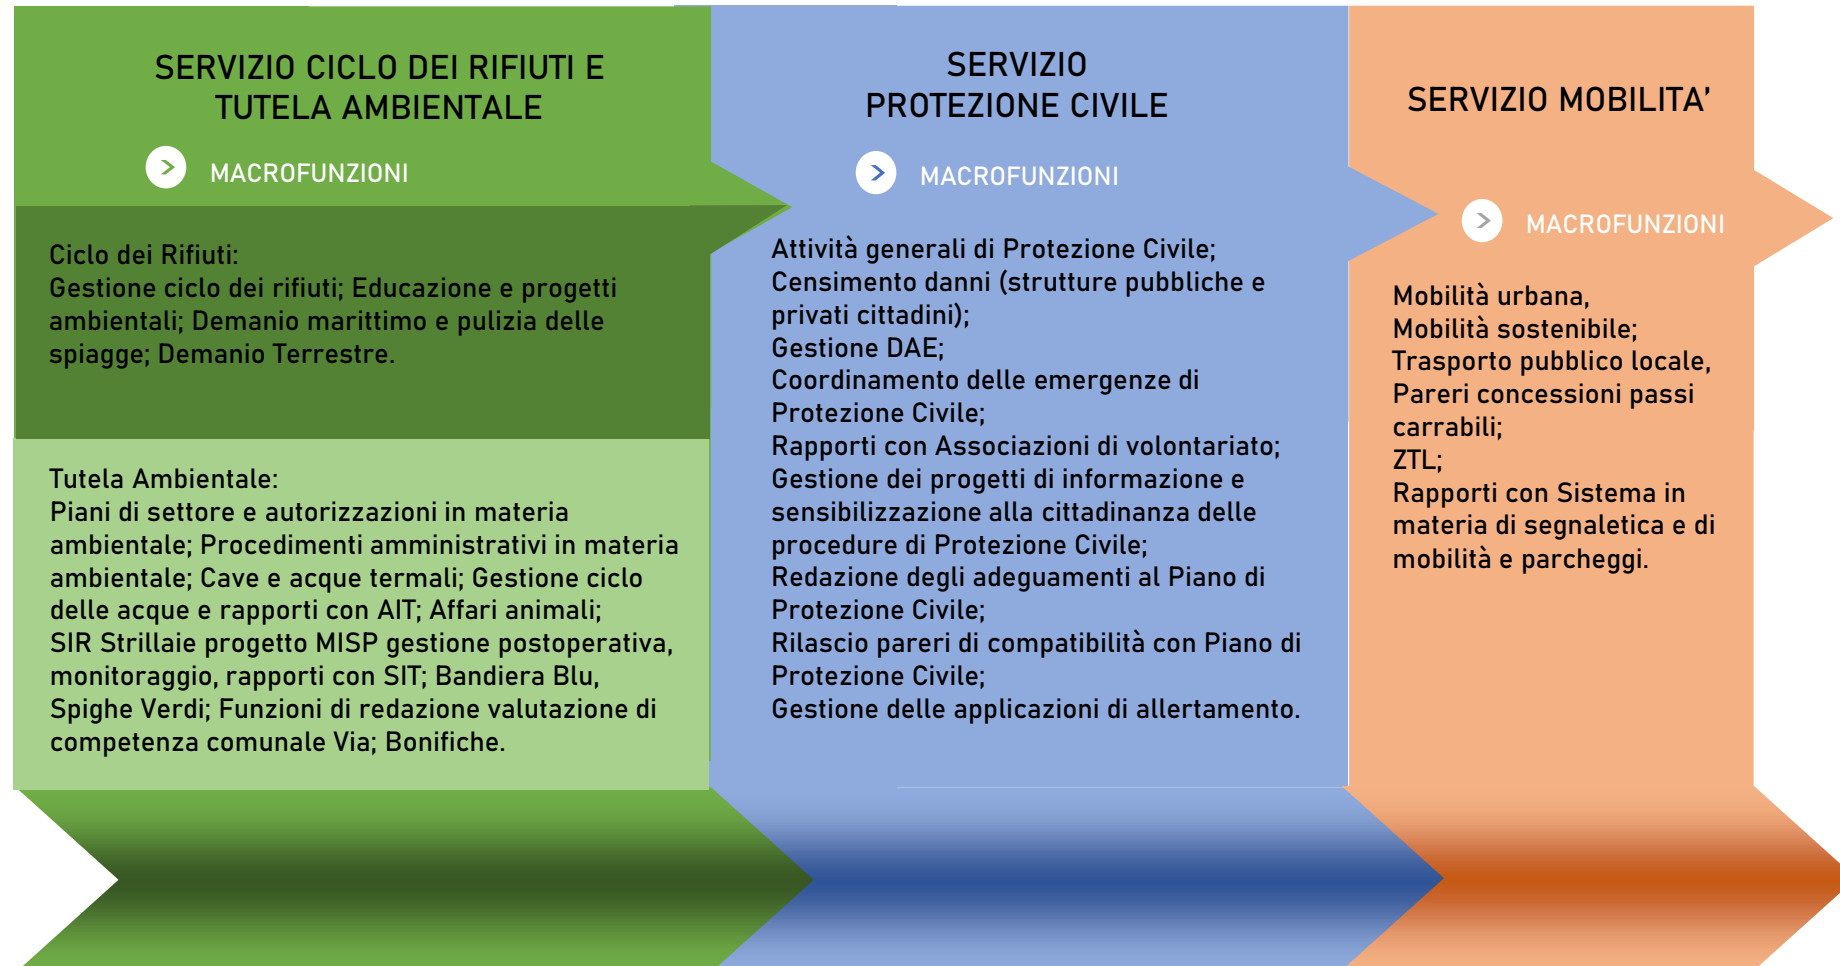 SERVIZIO CICLO DEI RIFIUTI E
TUTELA AMBIENTALE
MACROFUNZIONI
Ciclo dei Rifiuti:
Gestione ciclo dei rifiuti; Educazione e progetti
ambientali; Demanio marittimo e pulizia delle
spiagge; Demanio Terrestre.
Tutela Ambientale:
Piani di settore e autorizzazioni in materia
ambientale; Procedimenti amministrativi in materia
ambientale; Cave e acque termali; Gestione ciclo
delle acque e rapporti con AIT; Affari animali;
SIR Strillaie progetto MISP gestione postoperativa,
monitoraggio, rapporti con SIT; Bandiera Blu,
Spighe Verdi; Funzioni di redazione valutazione di
competenza comunale Via; Bonifiche.
SERVIZIO
PROTEZIONE CIVILE
MACROFUNZIONI
Attività generali di Protezione Civile;
Censimento danni (strutture pubbliche e
privati cittadini);
Gestione DAE;
Coordinamento delle emergenze di
Protezione Civile;
Rapporti con Associazioni di volontariato;
Gestione dei progetti di informazione e
sensibilizzazione alla cittadinanza delle
procedure di Protezione Civile;
Redazione degli adeguamenti al Piano di
Protezione Civile;
Rilascio pareri di compatibilità con Piano di
Protezione Civile;
Gestione delle applicazioni di allertamento.
SERVIZIO MOBILITA’
MACROFUNZIONI
Mobilità urbana,
Mobilità sostenibile;
Trasporto pubblico locale,
Pareri concessioni passi
carrabili;
ZTL;
Rapporti con Sistema in
materia di segnaletica e di
mobilità e parcheggi.